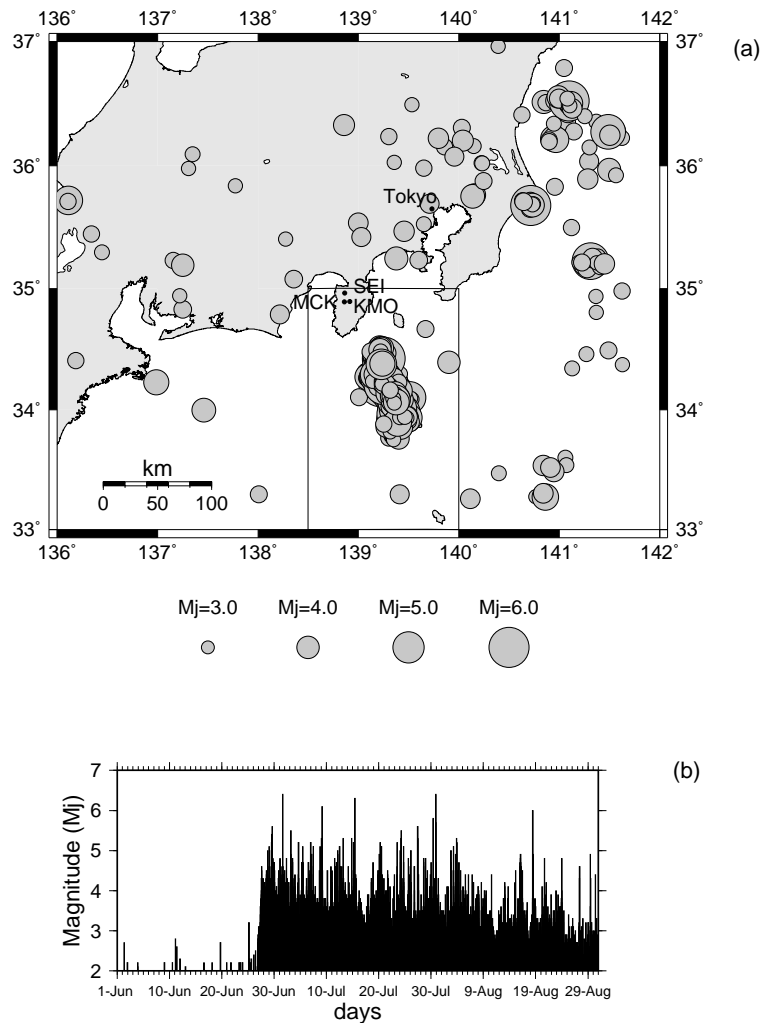 136˚ 137˚ 138˚ 139˚ 140˚ 141˚ 142˚
37˚ 37˚ (a)
36˚ 36˚
Tokyo
35˚ 35˚
SEI
MCK KMO
34˚ 34˚
km
0 50 100
33˚ 33˚
136˚ 137˚ 138˚ 139˚ 140˚ 141˚ 142˚
Mj=3.0 Mj=4.0 Mj=5.0 Mj=6.0
(b)
7
6
5
4
3
2
Magnitude (Mj)
1-Jun 10-Jun 20-Jun 30-Jun 10-Jul 20-Jul 30-Jul 9-Aug 19-Aug 29-Aug
days